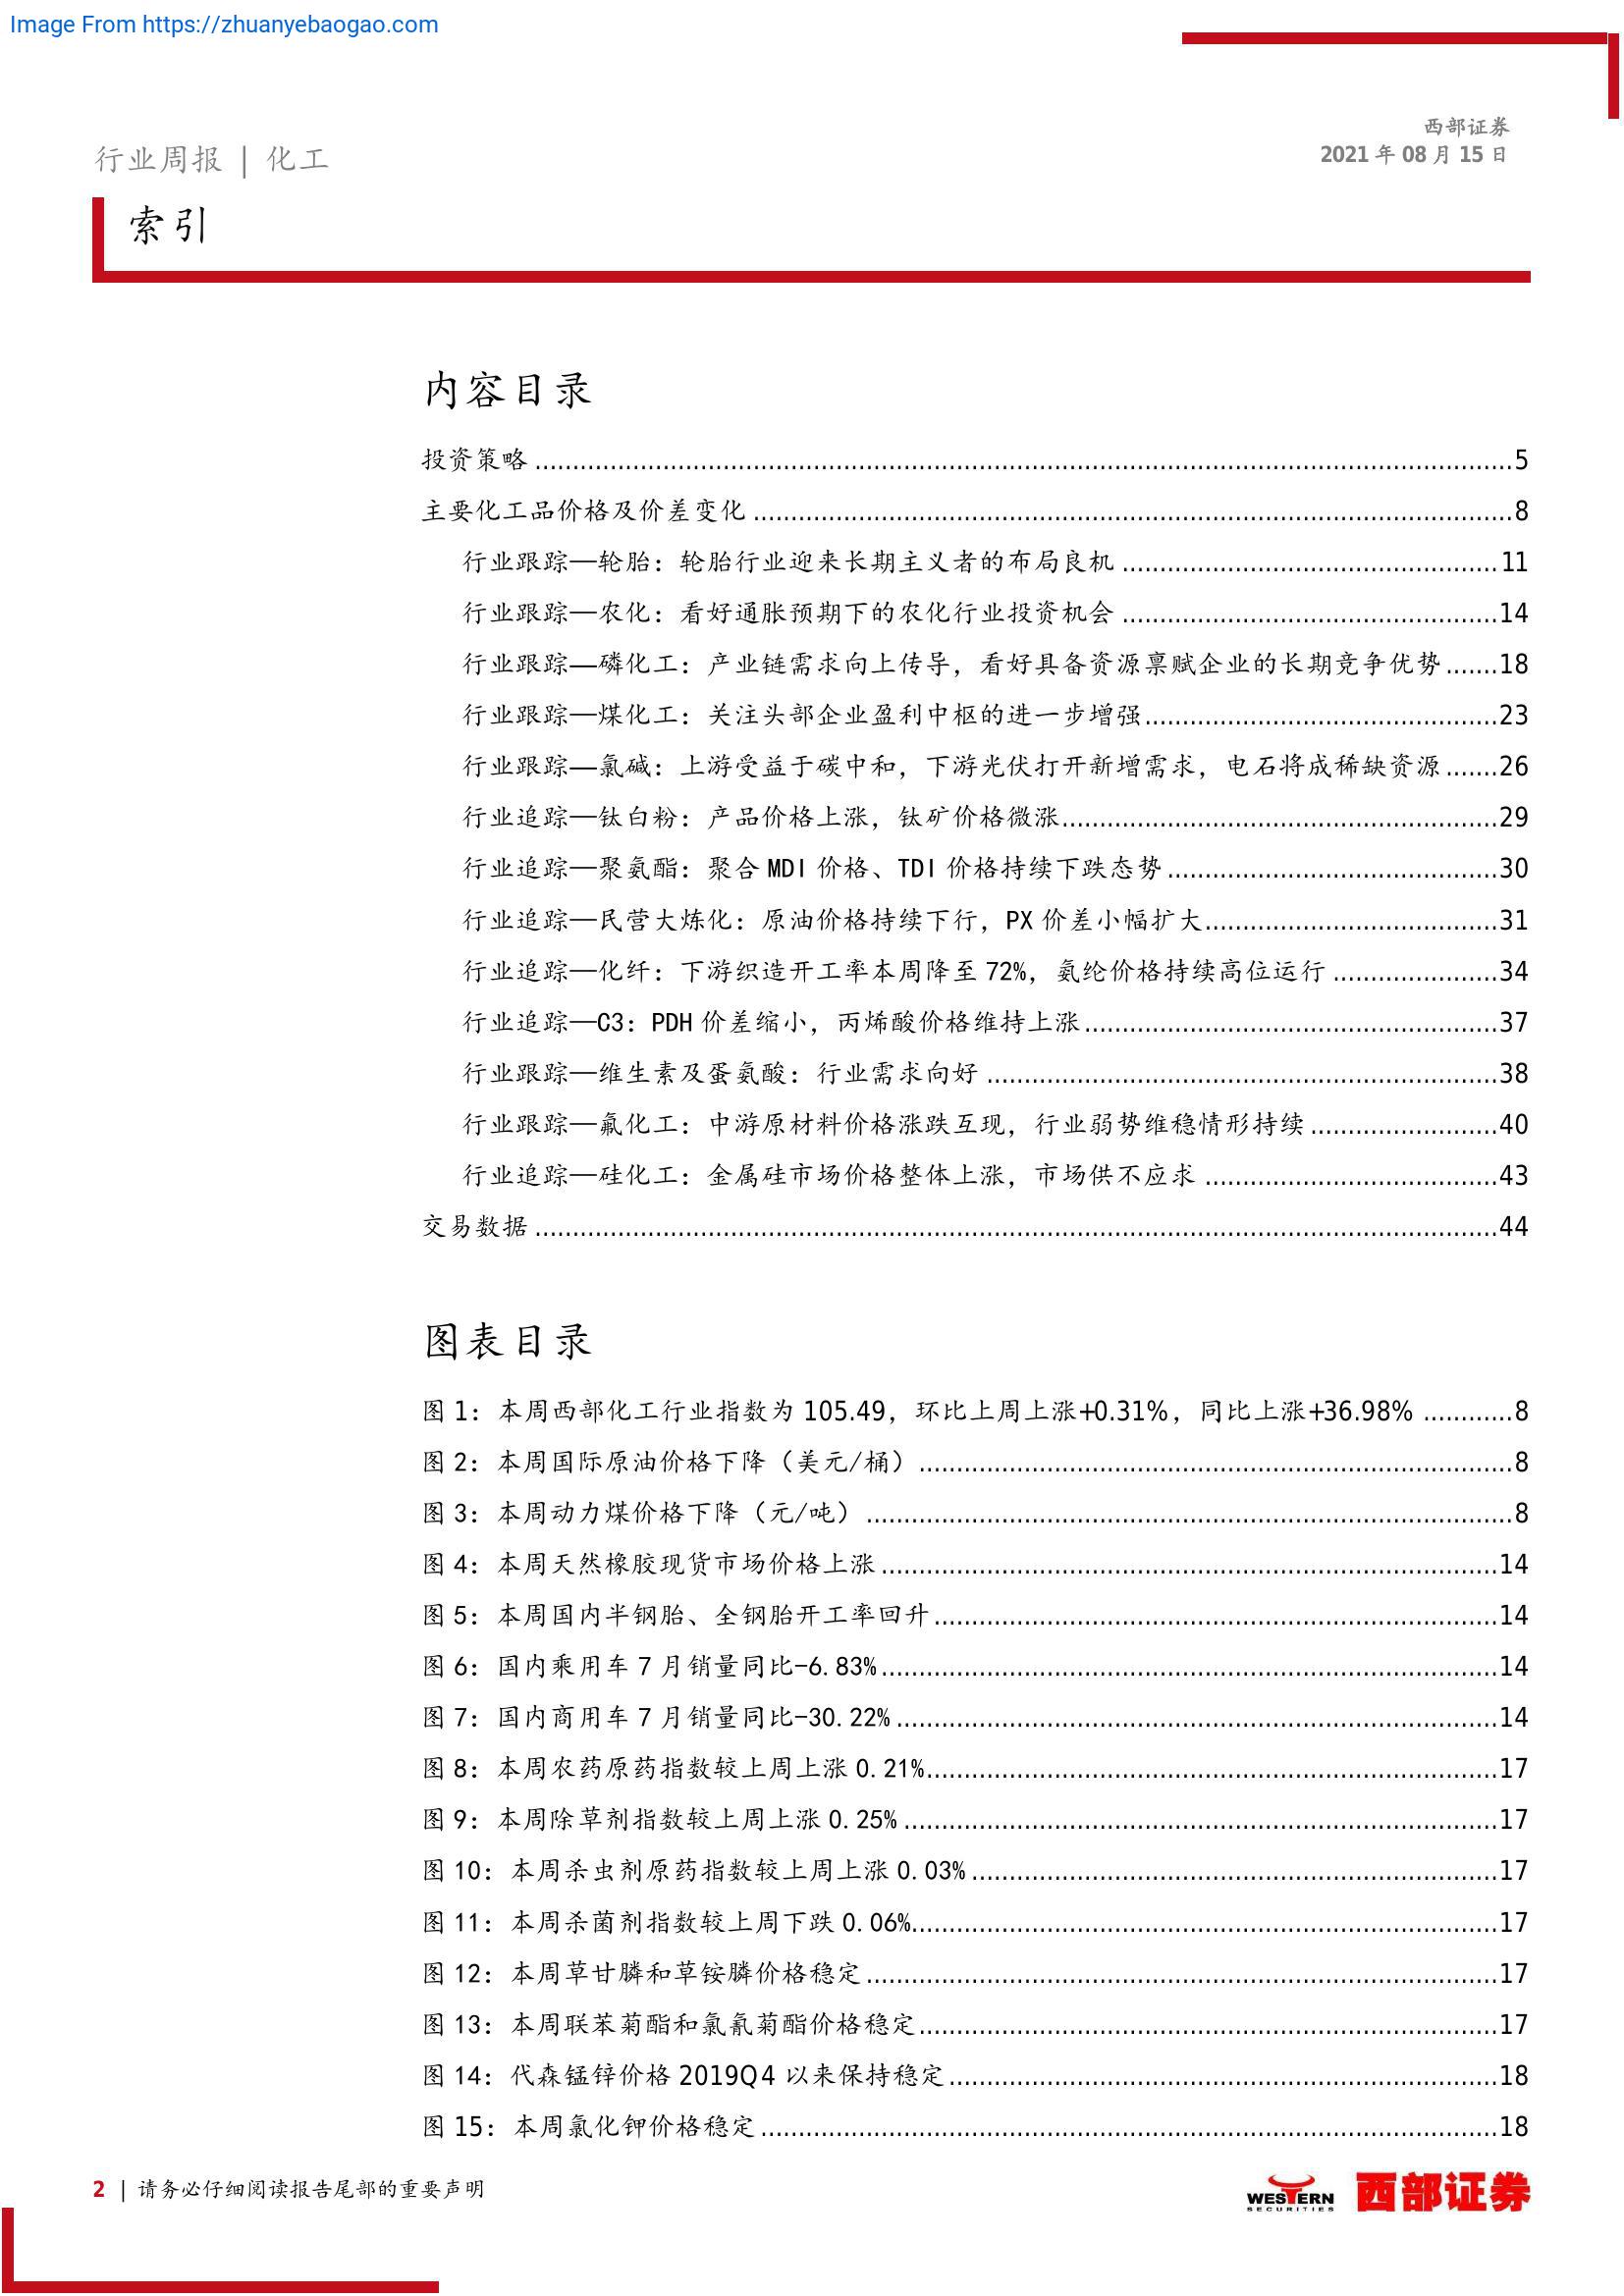 Image From https://zhuanyebaogao.com
西部证券
2021 年 08 月 15 日
行业周报 | 化工
索引
内容目录
投资策略 ........ 5
主要化工品价格及价差变化 ........ 8
行业跟踪—轮胎：轮胎行业迎来长期主义者的布局良机 ........ 11
行业跟踪—农化：看好通胀预期下的农化行业投资机会 ........ 14
行业跟踪—磷化工：产业链需求向上传导，看好具备资源禀赋企业的长期竞争优势 ....... 18
行业跟踪—煤化工：关注头部企业盈利中枢的进一步增强 ........ 23
行业跟踪—氯碱：上游受益于碳中和，下游光伏打开新增需求，电石将成稀缺资源 ....... 26
行业追踪—钛白粉：产品价格上涨，钛矿价格微涨 ........ 29
行业追踪—聚氨酯：聚合 MDI 价格、TDI 价格持续下跌态势 ........ 30
行业追踪—民营大炼化：原油价格持续下行，PX 价差小幅扩大 ........ 31
行业追踪—化纤：下游织造开工率本周降至 72%，氨纶价格持续高位运行 ........ 34
行业追踪—C3：PDH 价差缩小，丙烯酸价格维持上涨 ........ 37
行业跟踪—维生素及蛋氨酸：行业需求向好 ........ 38
行业跟踪—氟化工：中游原材料价格涨跌互现，行业弱势维稳情形持续 ........ 40
行业追踪—硅化工：金属硅市场价格整体上涨，市场供不应求 ........ 43
交易数据 ........ 44
图表目录
图 1：本周西部化工行业指数为 105.49，环比上周上涨+0.31%，同比上涨+36.98% ........ 8
图 2：本周国际原油价格下降（美元/桶） ........ 8
图 3：本周动力煤价格下降（元/吨） ........ 8
图 4：本周天然橡胶现货市场价格上涨 ........ 14
图 5：本周国内半钢胎、全钢胎开工率回升 ........ 14
图 6：国内乘用车 7 月销量同比-6.83% ........ 14
图 7：国内商用车 7 月销量同比-30.22% ........ 14
图 8：本周农药原药指数较上周上涨 0.21% ........ 17
图 9：本周除草剂指数较上周上涨 0.25% ........ 17
图 10：本周杀虫剂原药指数较上周上涨 0.03% ........ 17
图 11：本周杀菌剂指数较上周下跌 0.06% ........ 17
图 12：本周草甘膦和草铵膦价格稳定 ........ 17
图 13：本周联苯菊酯和氯氰菊酯价格稳定 ........ 17
图 14：代森锰锌价格 2019Q4 以来保持稳定 ........ 18
图 15：本周氯化钾价格稳定 ........ 18
2 | 请务必仔细阅读报告尾部的重要声明
WESTERN
SECURITIES
西部证券